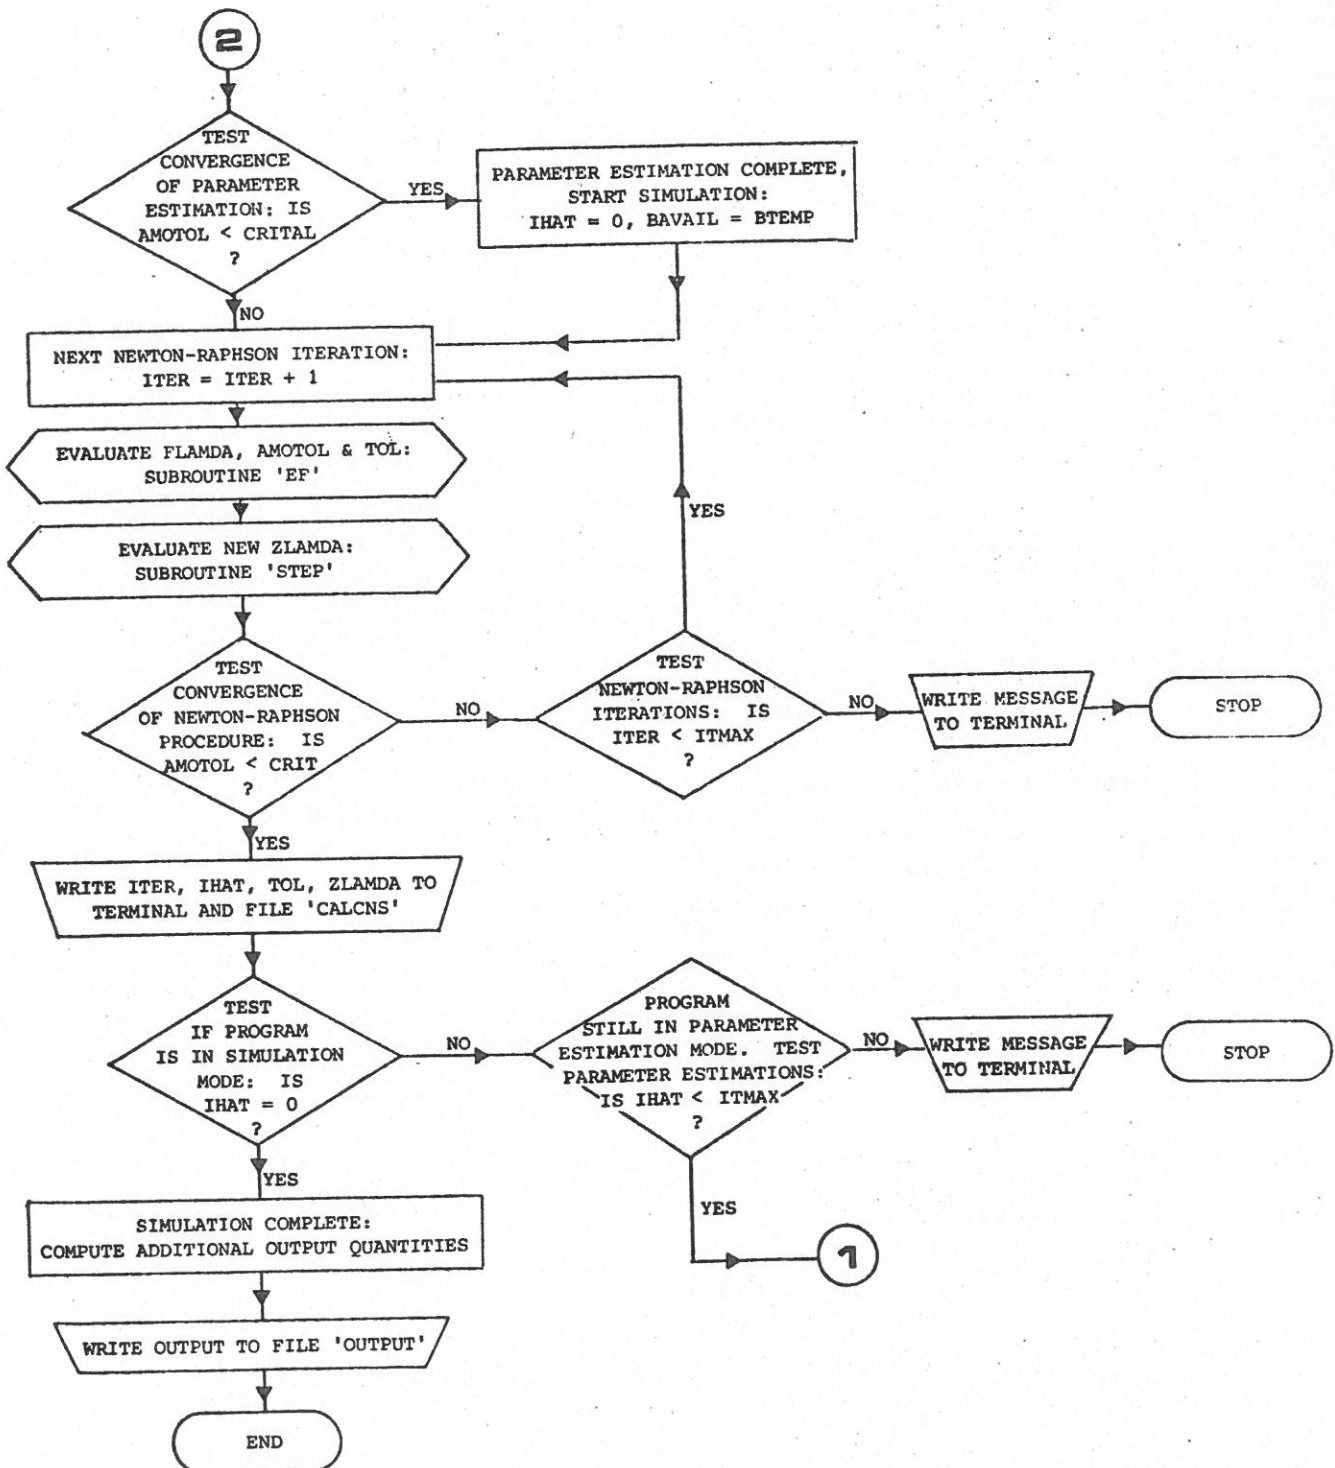 2
TEST
CONVERGENCE
OF PARAMETER
ESTIMATION: IS
AMOTOL < CRITAL
?
YES
PARAMETER ESTIMATION COMPLETE,
START SIMULATION:
IHAT = 0, BAVAIL = BTEMP
NO
NEXT NEWTON-RAPHSON ITERATION:
ITER = ITER + 1
EVALUATE FLAMDA, AMOTOL & TOL:
SUBROUTINE 'EF'
YES
EVALUATE NEW ZLAMDA:
SUBROUTINE 'STEP'
TEST
CONVERGENCE
OF NEWTON-RAPHSON
PROCEDURE: IS
AMOTOL < CRIT
?
NO
TEST
NEWTON-RAPHSON
ITERATIONS: IS
ITER < ITMAX
?
NO
WRITE MESSAGE
TO TERMINAL
STOP
YES
WRITE ITER, IHAT, TOL, ZLAMDA TO
TERMINAL AND FILE 'CALCNS'
TEST
IF PROGRAM
IS IN SIMULATION
MODE: IS
IHAT = 0
?
NO
PROGRAM
STILL IN PARAMETER
ESTIMATION MODE. TEST
PARAMETER ESTIMATIONS:
IS IHAT < ITMAX
?
NO
WRITE MESSAGE
TO TERMINAL
STOP
YES
YES
1
SIMULATION COMPLETE:
COMPUTE ADDITIONAL OUTPUT QUANTITIES
WRITE OUTPUT TO FILE 'OUTPUT'
END